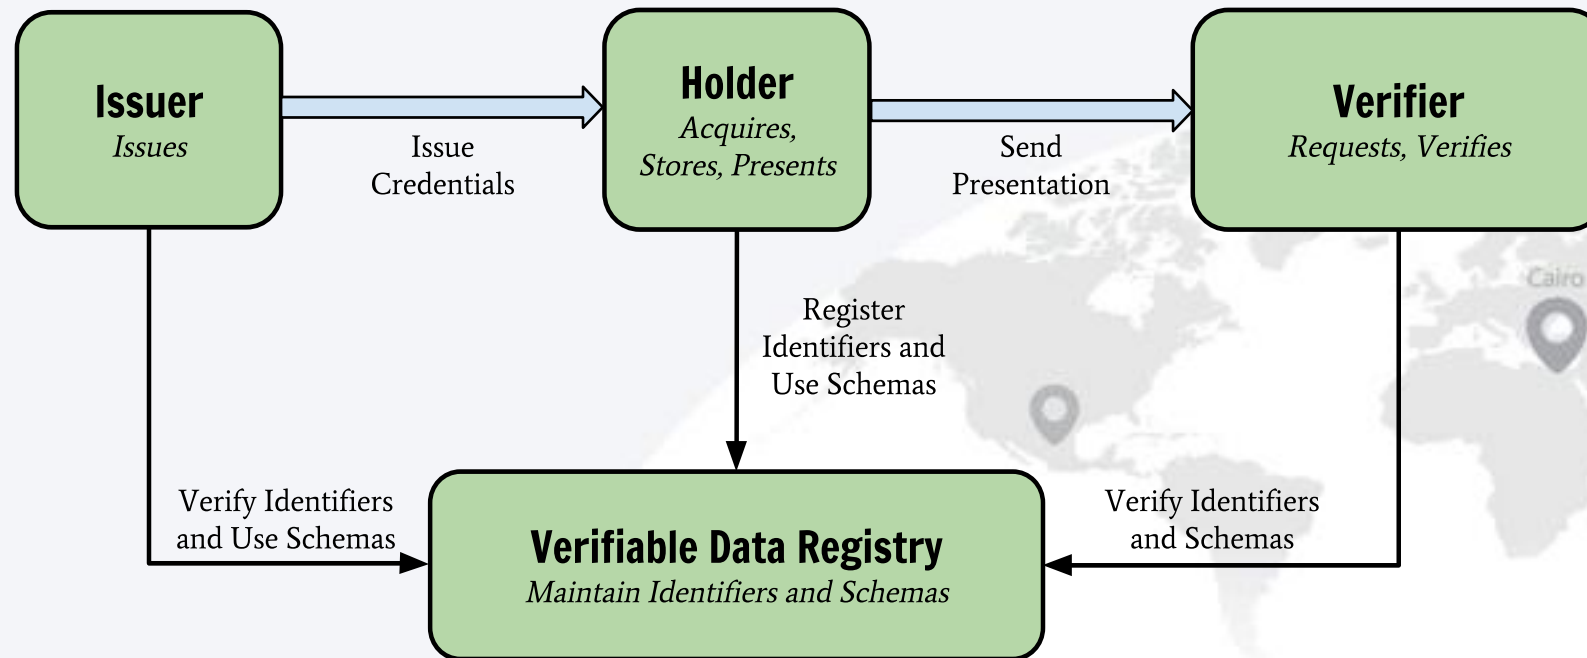 Issuer
Issues
Issue
Credentials
Holder
Acquires,
Stores, Presents
Send
Presentation
Verifier
Requests, Verifies
Cairo
Register
Identifiers and
Use Schemas
Verify Identifiers
and Use Schemas
Verifiable Data Registry
Maintain Identifiers and Schemas
Verify Identifiers
and Schemas